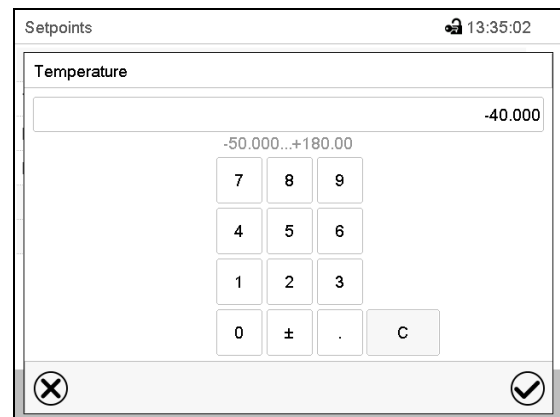 Setpoints 13:35:02
Temperature
-40.000
-50.000...+180.00
7 8 9
4 5 6
1 2 3
0 ± . C